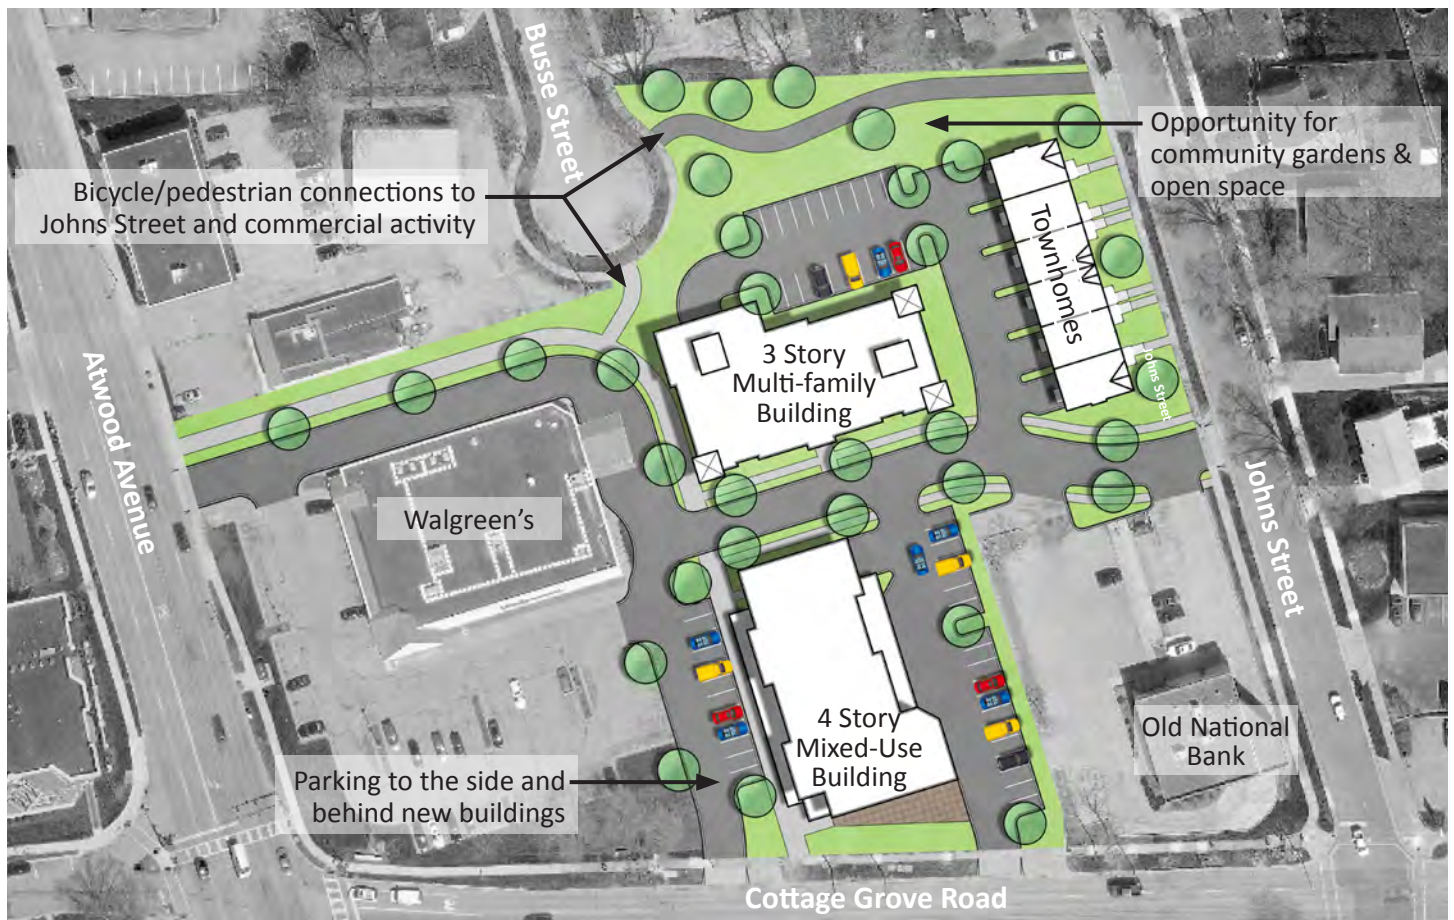 Busse Street
Opportunity for
community gardens &
open space
Bicycle/pedestrian connections to
Johns Street and commercial activity
Townhomes
Atwood Avenue
3 Story
Multi-family
Building
Johns Street
Walgreen's
Johns Street
4 Story
Mixed-Use
Building
Old National
Bank
Parking to the side and
behind new buildings
Cottage Grove Road